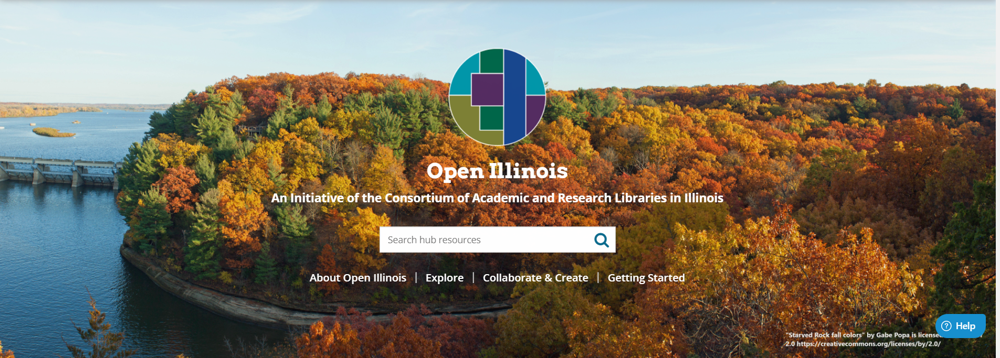 Open Illinois
An Initiative of the Consortium of Academic and Research Libraries in Illinois
Search hub resources
About Open Illinois | Explore | Collaborate & Create | Getting Started
Help
"Starved Rock fall colors" by Gabe Popa is
2.0 https://creativecommons.org/licenses/by/2.0/